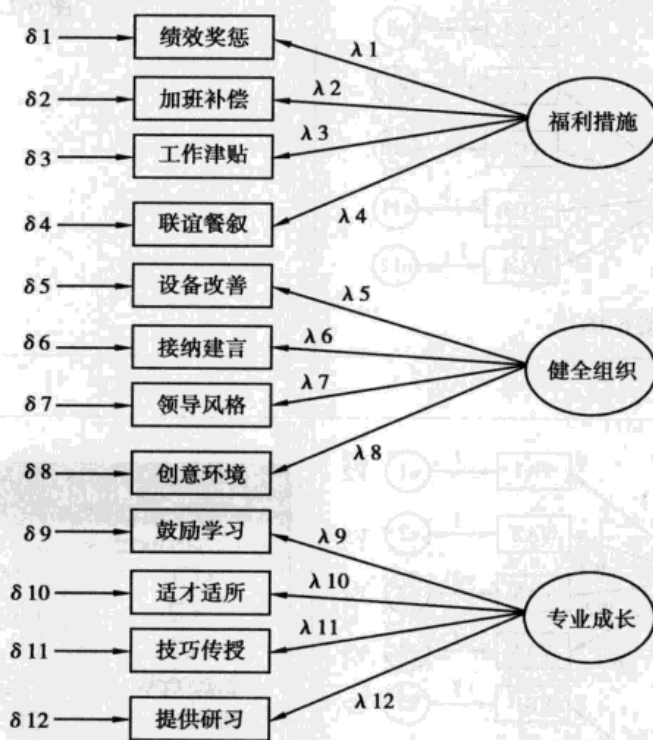 δ1 绩效奖惩 λ1
δ2 加班补偿 λ2 福利措施
δ3 工作津贴 λ3
δ4 联谊餐叙 λ4
δ5 设备改善 λ5
δ6 接纳建言 λ6 健全组织
δ7 领导风格 λ7
δ8 创意环境 λ8
δ9 鼓励学习 λ9
δ10 适才适所 λ10 专业成长
δ11 技巧传授 λ11
δ12 提供研习 λ12